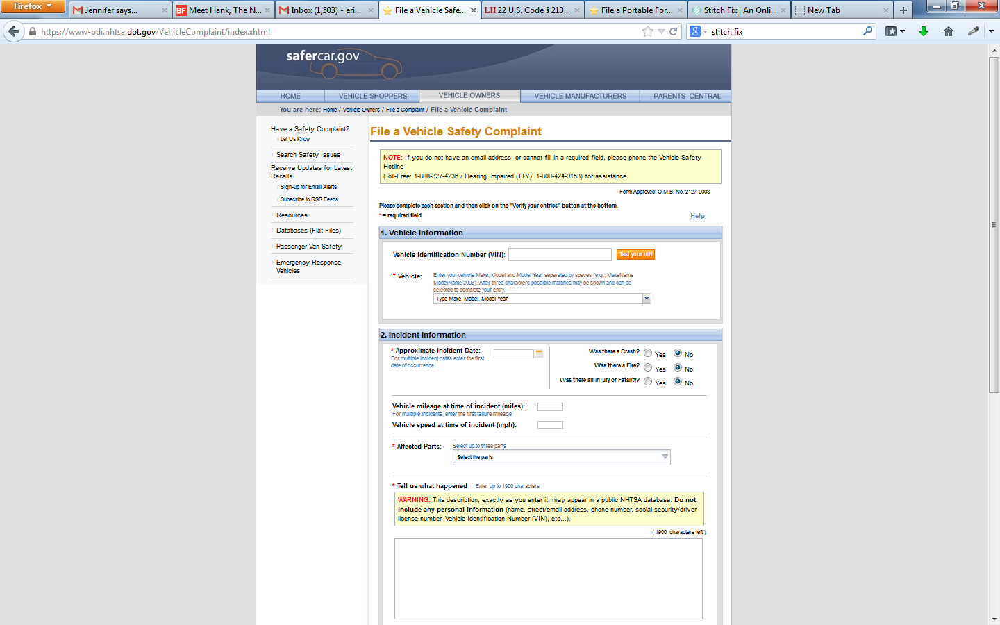 Firefox
Jennifer says...
Meet Hank, The N...
Inbox (1,503) - eri...
File a Vehicle Safe...
LII 22 U.S. Code § 213...
File a Portable For...
Stitch Fix | An Onli...
New Tab
https://www-odi.nhtsa.dot.gov/VehicleComplaint/index.xhtml
stitch fix
safercar.gov
HOME
VEHICLE SHOPPERS
VEHICLE OWNERS
VEHICLE MANUFACTURERS
PARENTS CENTRAL
You are here: Home / Vehicle Owners / File a Complaint / File a Vehicle Complaint
Have a Safety Complaint?
Let Us Know
Search Safety Issues
Receive Updates for Latest
Recalls
Sign-up for Email Alerts
Subscribe to RSS Feeds
Resources
Databases (Flat Files)
Passenger Van Safety
Emergency Response
Vehicles
File a Vehicle Safety Complaint
NOTE: If you do not have an email address, or cannot fill in a required field, please phone the Vehicle Safety
Hotline
(Toll-Free: 1-888-327-4236 / Hearing Impaired (TTY): 1-800-424-9153) for assistance.
Form Approved: O.M.B. No. 2127-0008
Please complete each section and then click on the "Verify your entries" button at the bottom.
* = required field
Help
1. Vehicle Information
Vehicle Identification Number (VIN):
Test your VIN
* Vehicle:
Enter your vehicle Make, Model and Model Year separated by spaces (e.g., MakeName
ModelName 2003). After three characters possible matches may be shown and can be
selected to complete your entry.
Type Make, Model, Model Year
2. Incident Information
* Approximate Incident Date:
For multiple incident dates enter the first
date of occurrence.
Was there a Crash? Yes No
Was there a Fire? Yes No
Was there an Injury or Fatality? Yes No
Vehicle mileage at time of incident (miles):
For multiple incidents, enter the first failure mileage
Vehicle speed at time of incident (mph):
* Affected Parts:
Select up to three parts
Select the parts
* Tell us what happened Enter up to 1900 characters
WARNING: This description, exactly as you enter it, may appear in a public NHTSA database. Do not
include any personal information (name, street/email address, phone number, social security/driver
license number, Vehicle Identification Number (VIN), etc...).
( 1900 characters left )